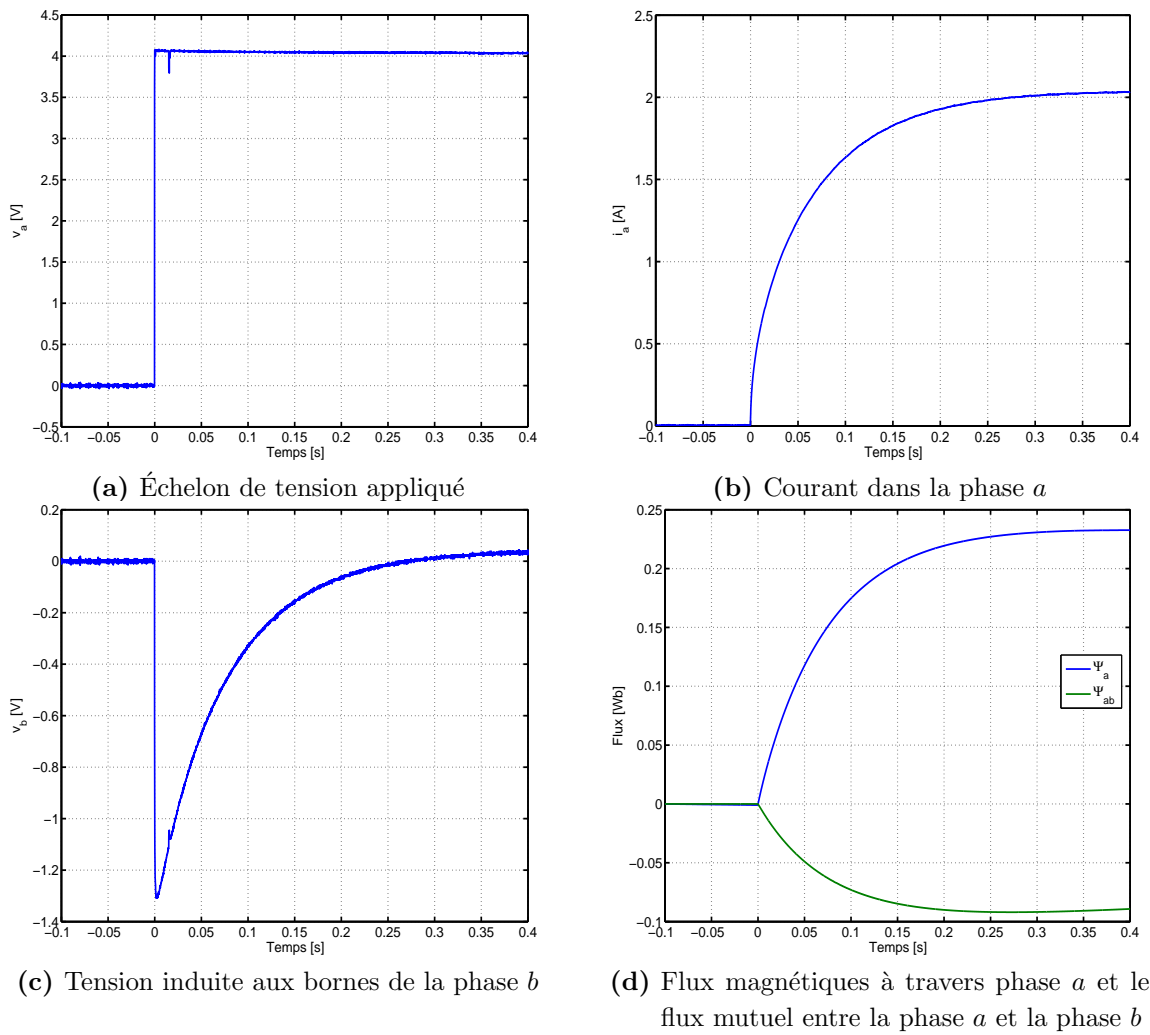 4.5
4
3.5
3
2.5
2
1.5
1
0.5
0
−0.5
v_a [V]
−0.1 −0.05 0 0.05 0.1 0.15 0.2 0.25 0.3 0.35 0.4
Temps [s]
(a) Échelon de tension appliqué
2.5
2
1.5
1
0.5
0
i_a [A]
−0.1 −0.05 0 0.05 0.1 0.15 0.2 0.25 0.3 0.35 0.4
Temps [s]
(b) Courant dans la phase a
0.2
0
−0.2
−0.4
−0.6
−0.8
−1
−1.2
−1.4
v_b [V]
−0.1 −0.05 0 0.05 0.1 0.15 0.2 0.25 0.3 0.35 0.4
Temps [s]
(c) Tension induite aux bornes de la phase b
0.25
0.2
0.15
0.1
0.05
0
−0.05
−0.1
Flux [Wb]
Ψ_a
Ψ_ab
−0.1 −0.05 0 0.05 0.1 0.15 0.2 0.25 0.3 0.35 0.4
Temps [s]
(d) Flux magnétiques à travers phase a et le
flux mutuel entre la phase a et la phase b